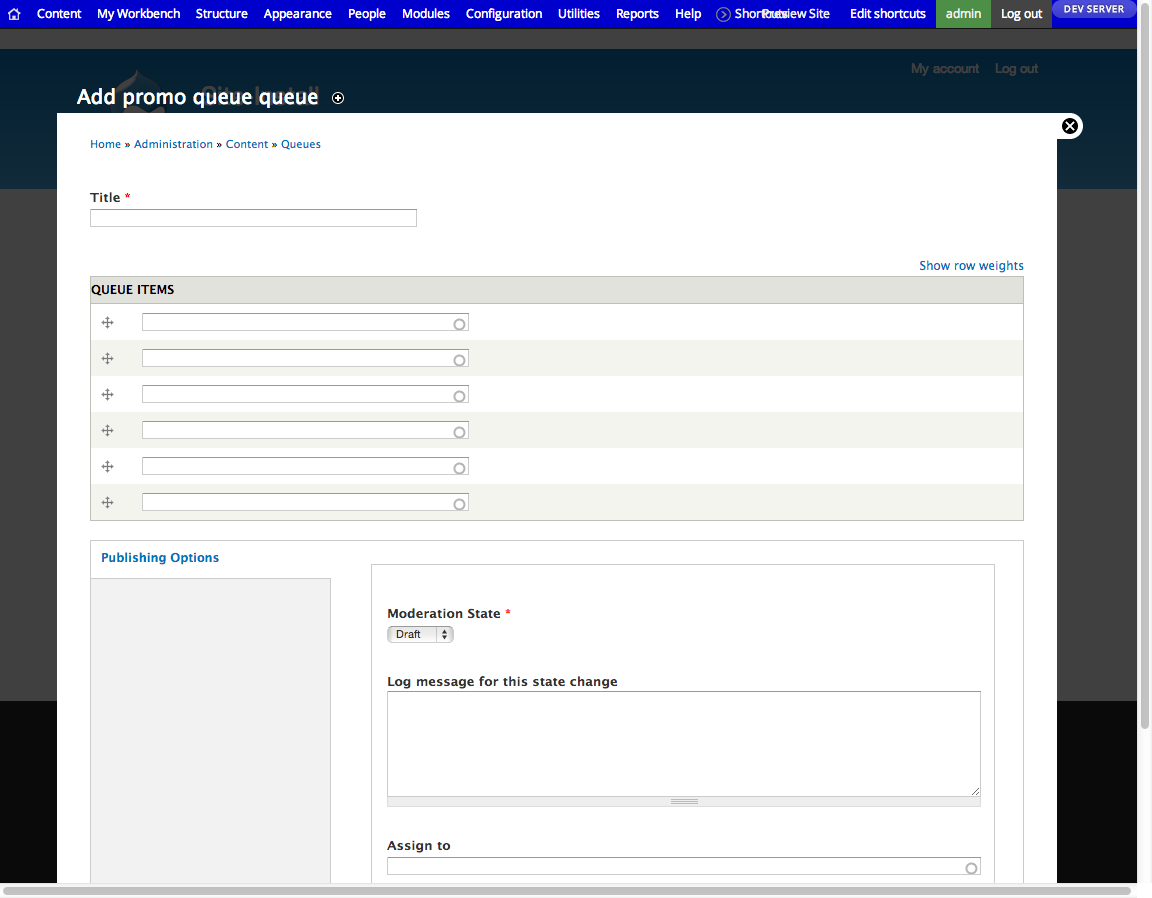 Content My Workbench Structure Appearance People Modules Configuration Utilities Reports Help Shortcuts Preview Site Edit shortcuts admin Log out DEV SERVER
My account Log out
Site-Install
Add promo queue queue
Home » Administration » Content » Queues
Title *
Show row weights
QUEUE ITEMS
Publishing Options
Moderation State *
Draft
Log message for this state change
Assign to